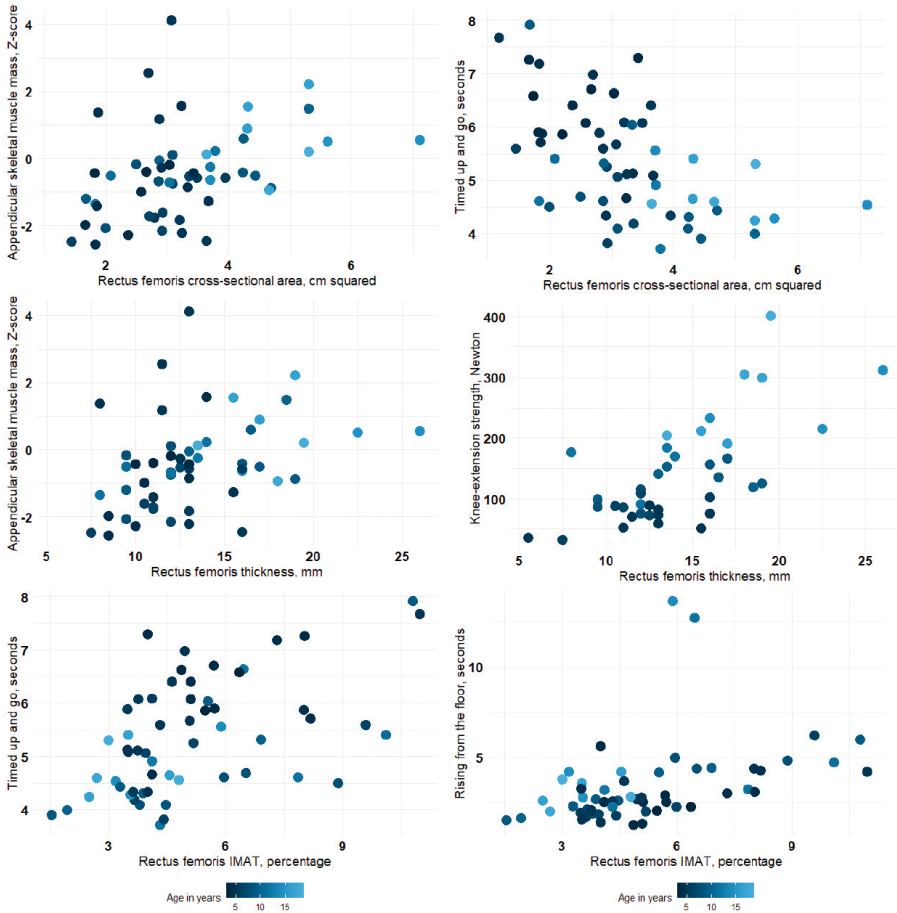 Appendicular skeletal muscle mass, Z-score
4
2
0
-2
2
4
6
Rectus femoris cross-sectional area, cm squared
Timed up and go, seconds
8
7
6
5
4
2
4
6
Rectus femoris cross-sectional area, cm squared
Appendicular skeletal muscle mass, Z-score
4
2
0
-2
5
10
15
20
25
Rectus femoris thickness, mm
Knee-extension strength, Newton
400
300
200
100
10
15
20
25
Rectus femoris thickness, mm
Timed up and go, seconds
8
7
6
5
4
3
6
9
Rectus femoris IMAT, percentage
Rising from the floor, seconds
10
5
3
6
9
Rectus femoris IMAT, percentage
Age in years
5 10 15
Age in years
5 10 15